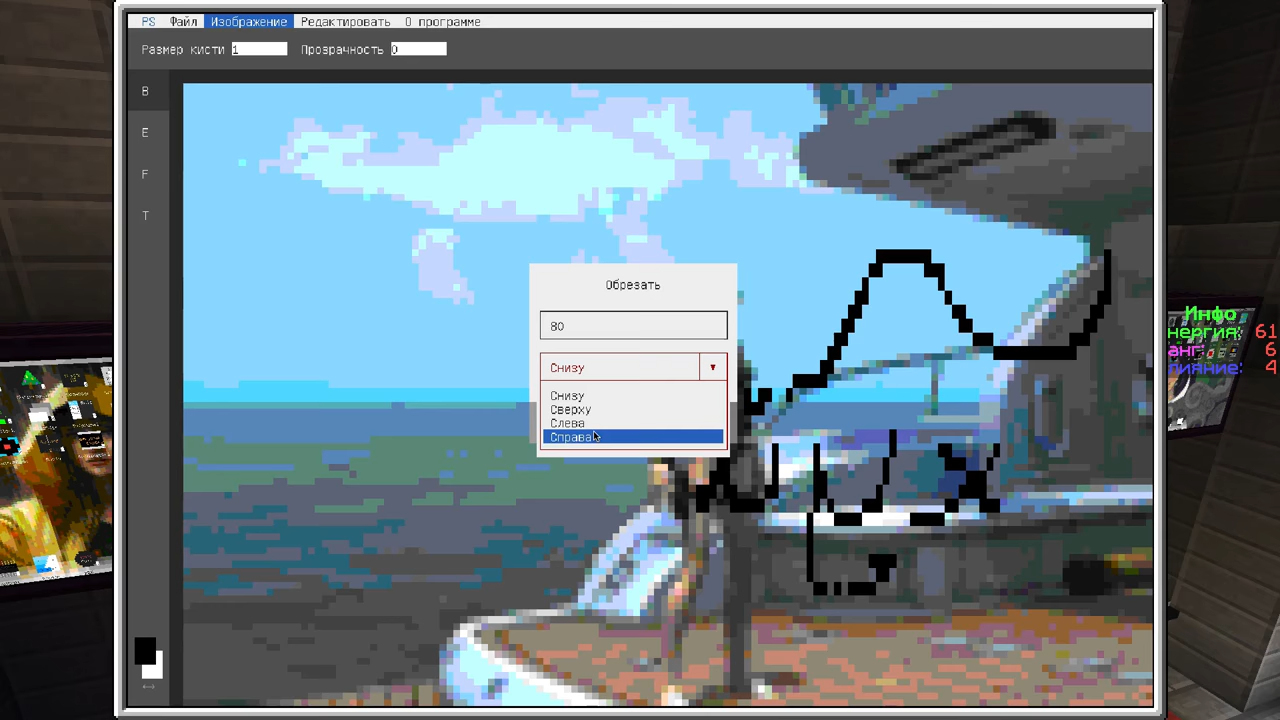 PS Файл Изображение Редактировать О программе
Размер кисти 1 Прозрачность 0
B
E
F
T
Обрезать
80
Снизу
Снизу
Сверху
Слева
Справа
Инфо
нергия: 61
анг: 6
лияние: 4